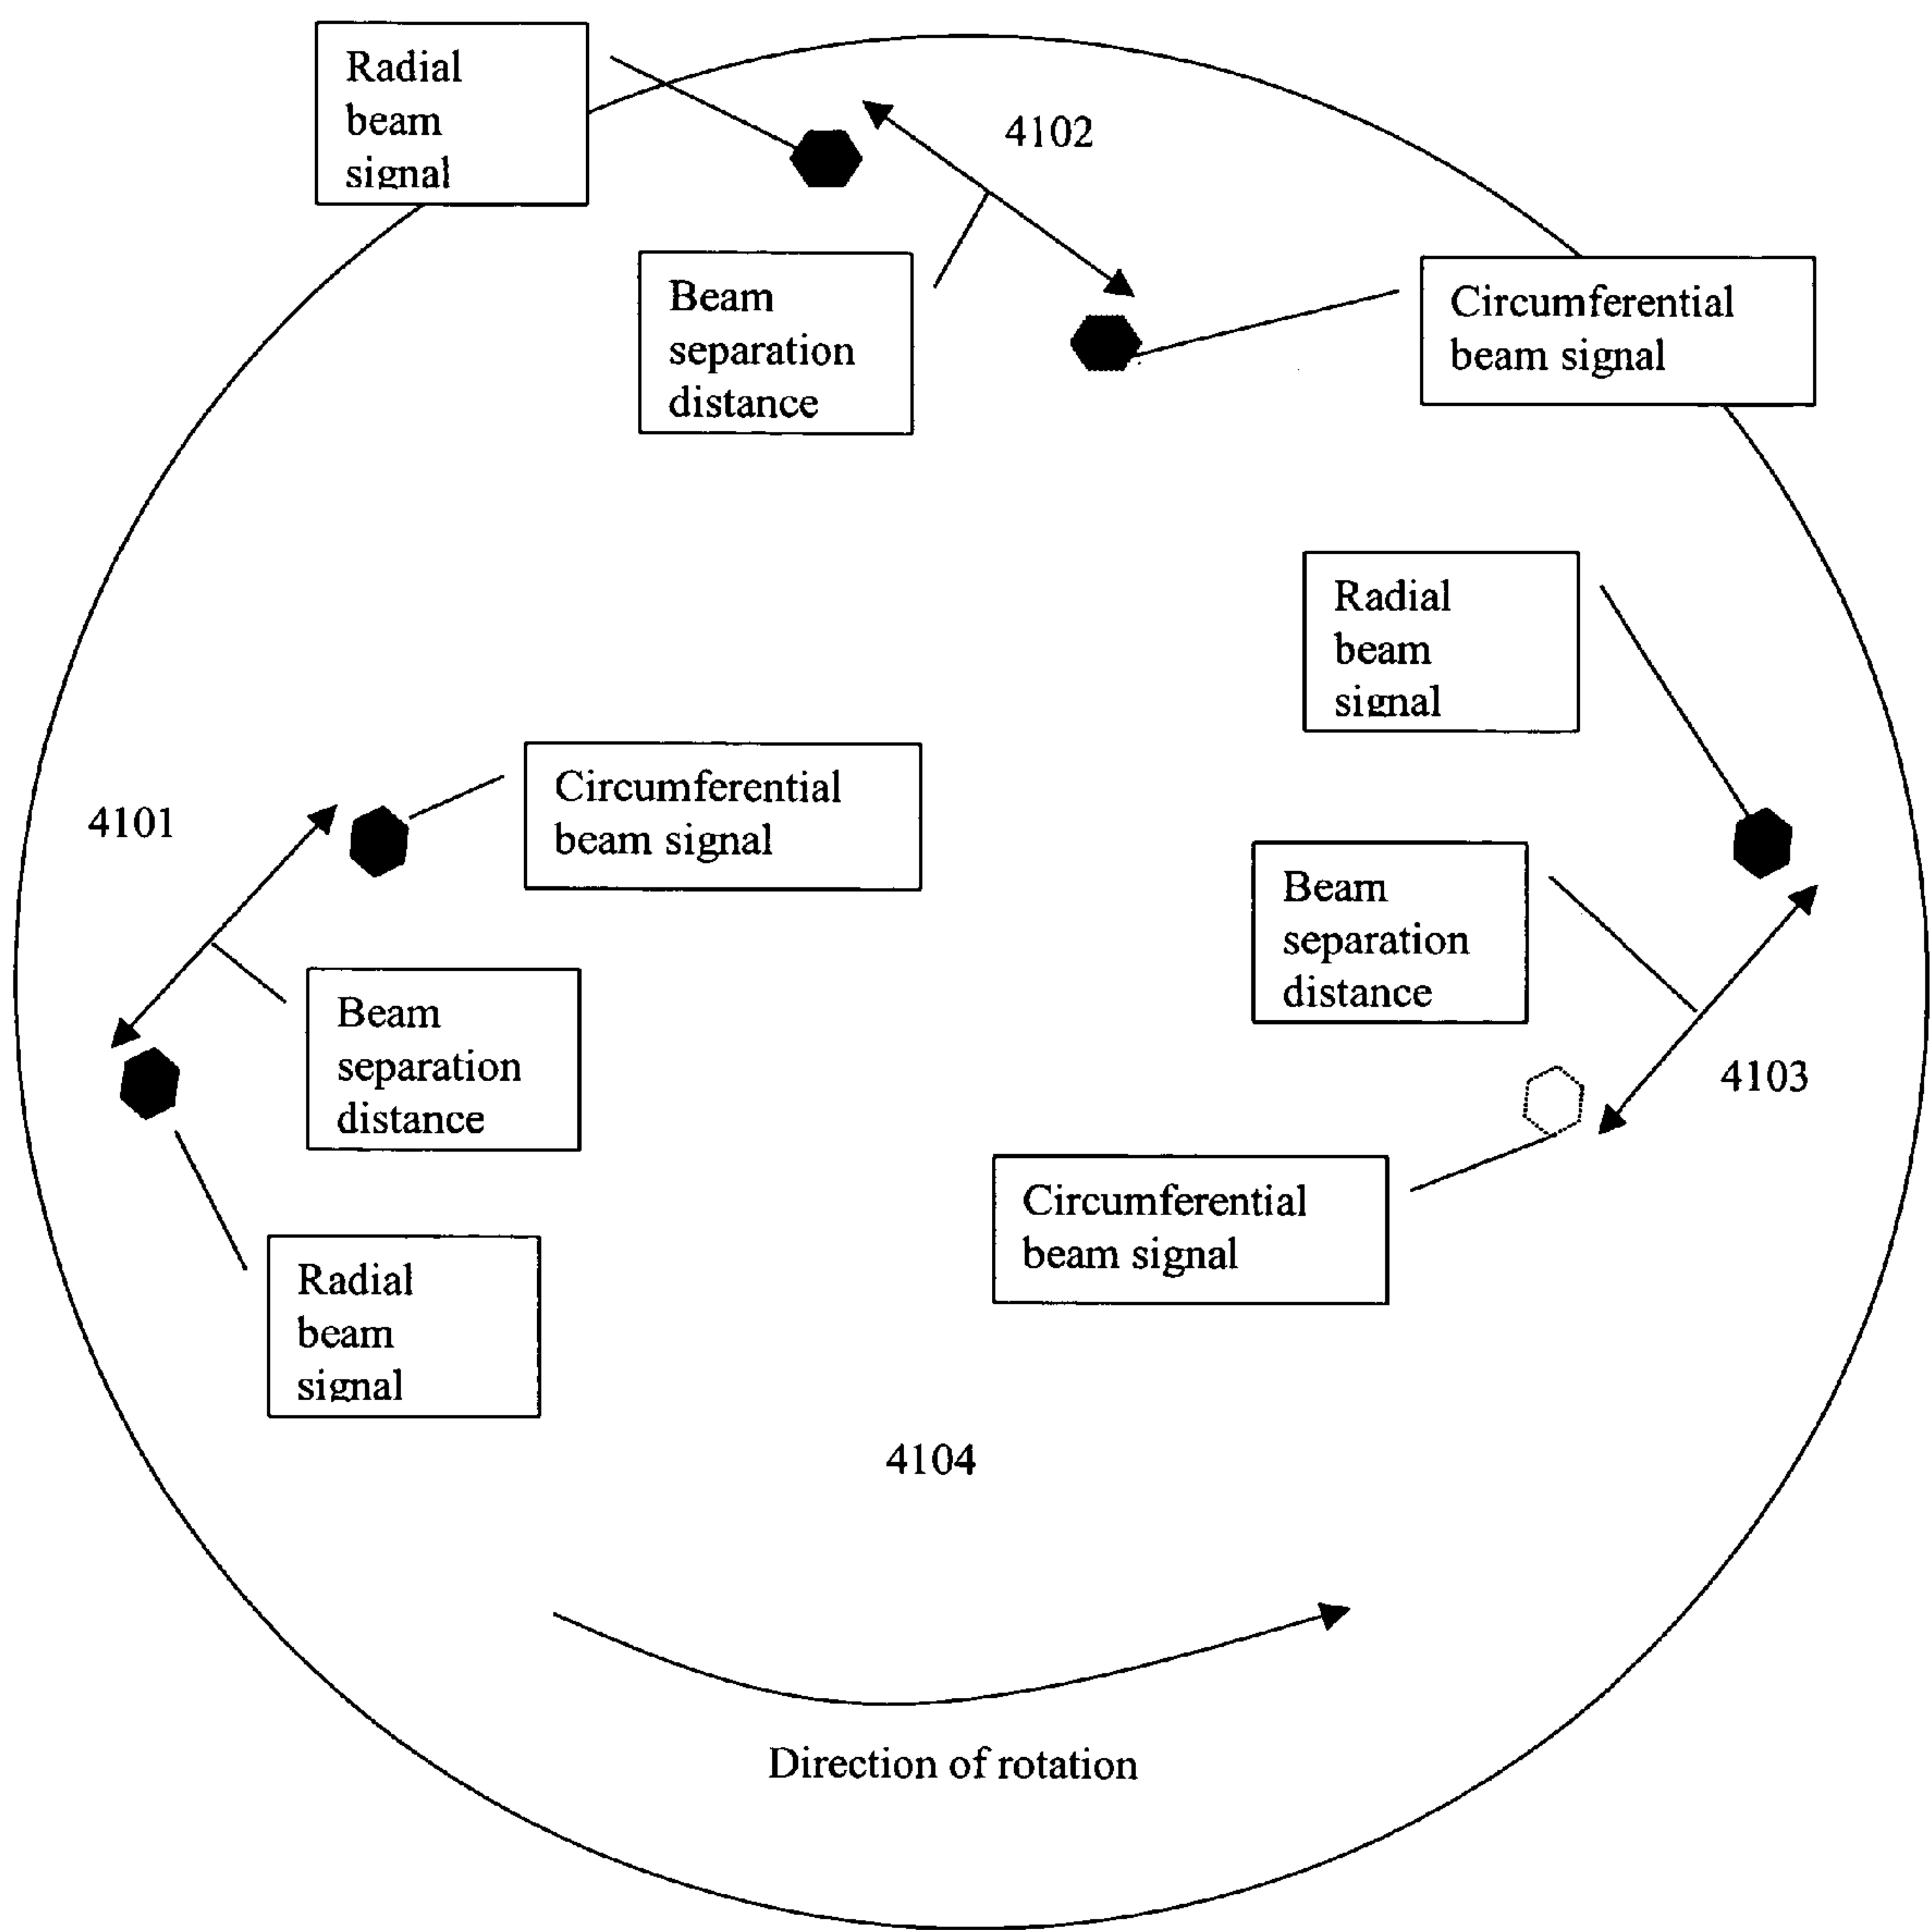 Radial
beam
signal
4102
Beam
separation
distance
Circumferential
beam signal
Radial
beam
signal
4101
Circumferential
beam signal
Beam
separation
distance
Beam
separation
distance
4103
Circumferential
beam signal
Radial
beam
signal
4104
Direction of rotation